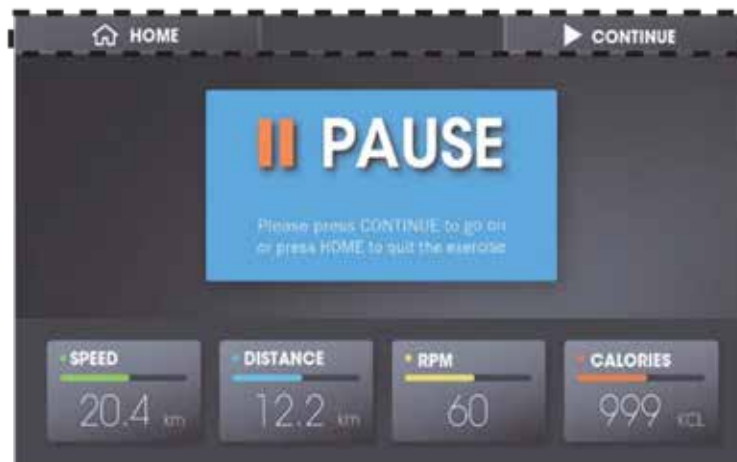 HOME
CONTINUE
PAUSE
Please press CONTINUE to go on
or press HOME to quit the exercise
SPEED
DISTANCE
RPM
CALORIES
20.4 km
12.2 km
60
999 KCL